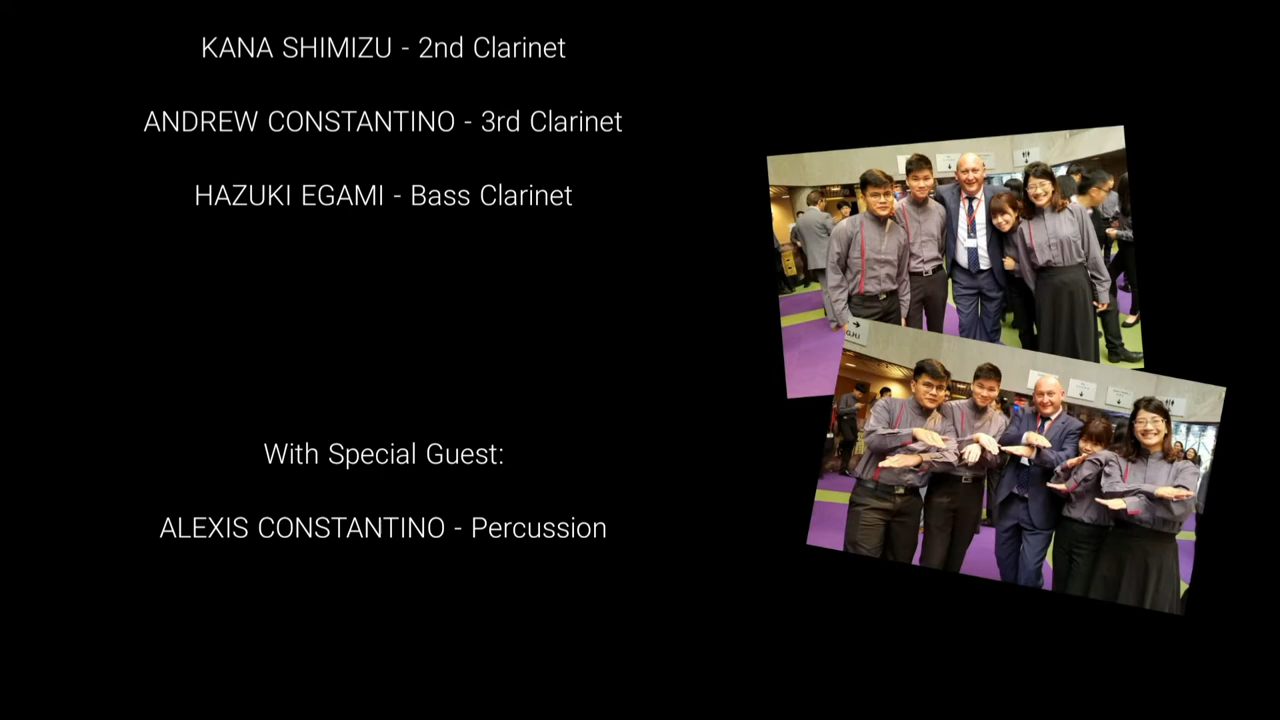 KANA SHIMIZU - 2nd Clarinet
ANDREW CONSTANTINO - 3rd Clarinet
HAZUKI EGAMI - Bass Clarinet
With Special Guest:
ALEXIS CONSTANTINO - Percussion